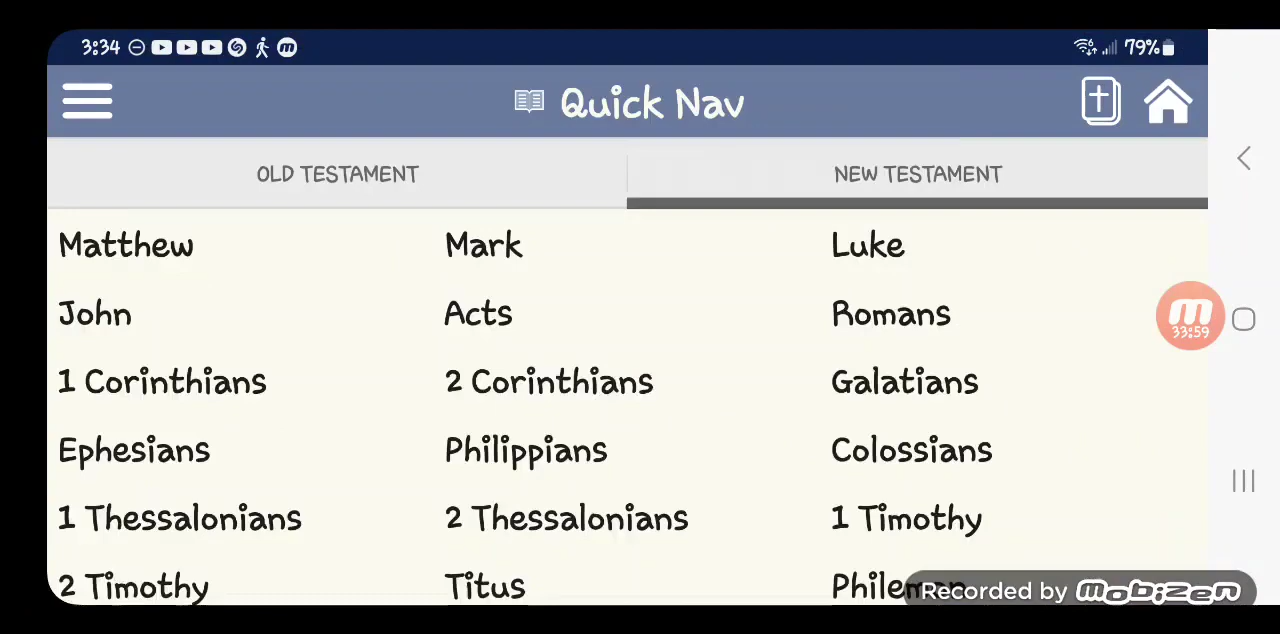 3:34 79%
Quick Nav
OLD TESTAMENT NEW TESTAMENT
Matthew Mark Luke
John Acts Romans
33:59
1 Corinthians 2 Corinthians Galatians
Ephesians Philippians Colossians
1 Thessalonians 2 Thessalonians 1 Timothy
2 Timothy Titus
Recorded by mobizen